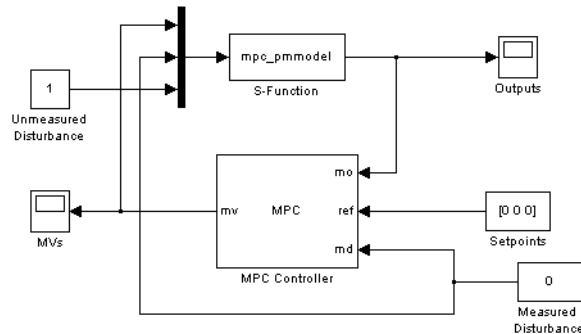 mpc_pmmodel
S-Function
Outputs
1
Unmeasured
Disturbance
mo
mv
MPC
ref
md
MPC Controller
MVs
[0 0 0]
Setpoints
0
Measured
Disturbance